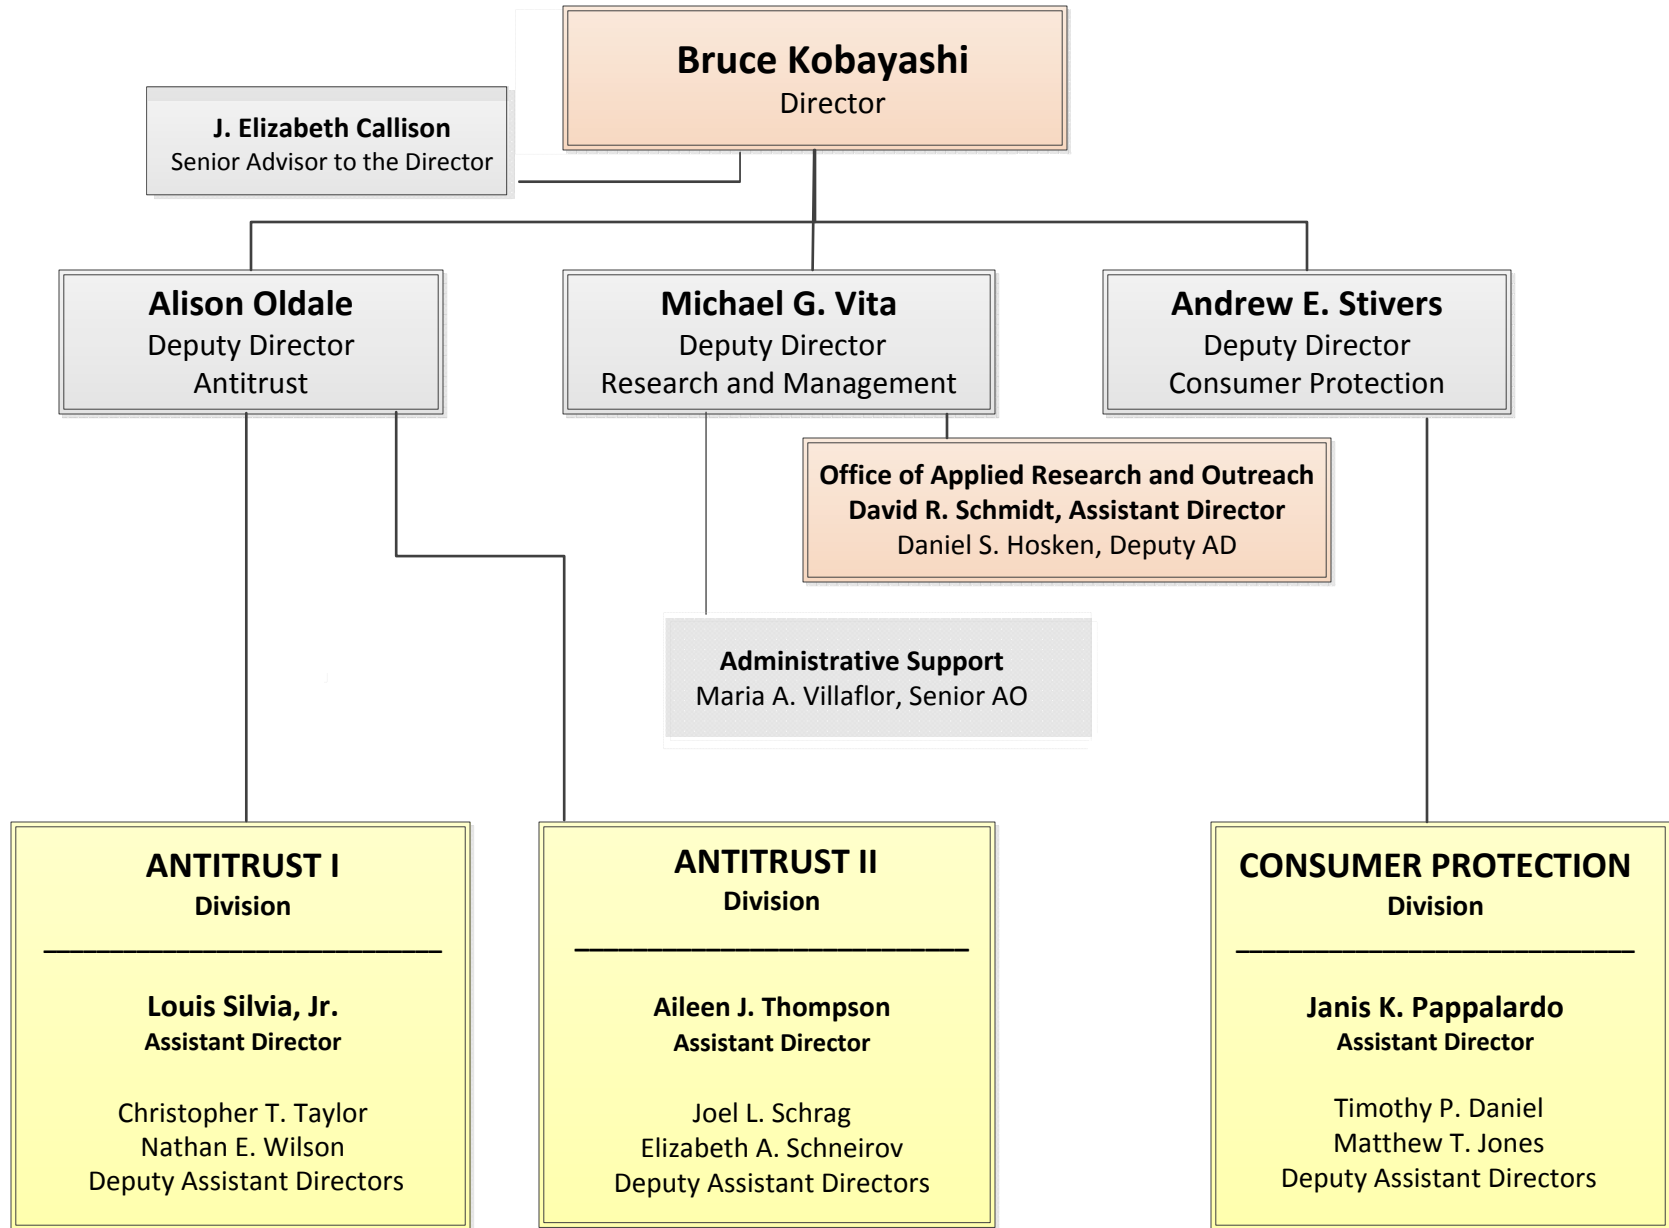 Bruce Kobayashi
Director
J. Elizabeth Callison
Senior Advisor to the Director
Alison Oldale
Deputy Director
Antitrust
Michael G. Vita
Deputy Director
Research and Management
Andrew E. Stivers
Deputy Director
Consumer Protection
Office of Applied Research and Outreach
David R. Schmidt, Assistant Director
Daniel S. Hosken, Deputy AD
Administrative Support
Maria A. Villaflor, Senior AO
ANTITRUST I
Division
Louis Silvia, Jr.
Assistant Director
Christopher T. Taylor
Nathan E. Wilson
Deputy Assistant Directors
ANTITRUST II
Division
Aileen J. Thompson
Assistant Director
Joel L. Schrag
Elizabeth A. Schneirov
Deputy Assistant Directors
CONSUMER PROTECTION
Division
Janis K. Pappalardo
Assistant Director
Timothy P. Daniel
Matthew T. Jones
Deputy Assistant Directors